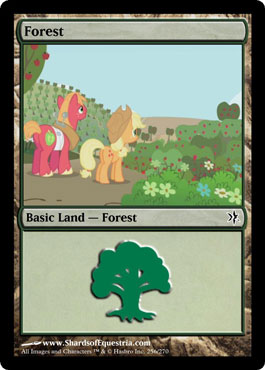 Forest
Basic Land — Forest
www.ShardsofEquestria.com
All Images and Characters ™ & © Hasbro Inc. 256/270